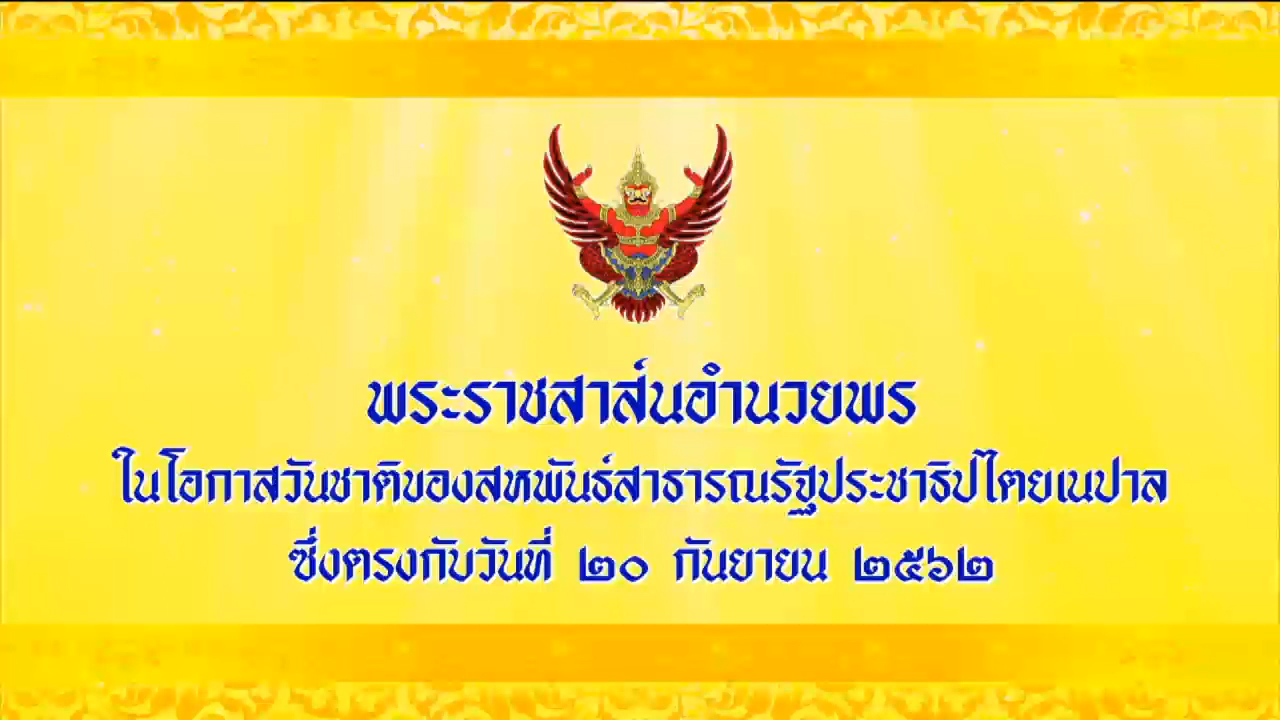 พระราชสาส์นอำนวยพร
ในโอกาสวันชาติของสหพันธ์สาธารณรัฐประชาธิปไตยเนปาล
ซึ่งตรงกับวันที่ ๒๐ กันยายน ๒๕๖๒